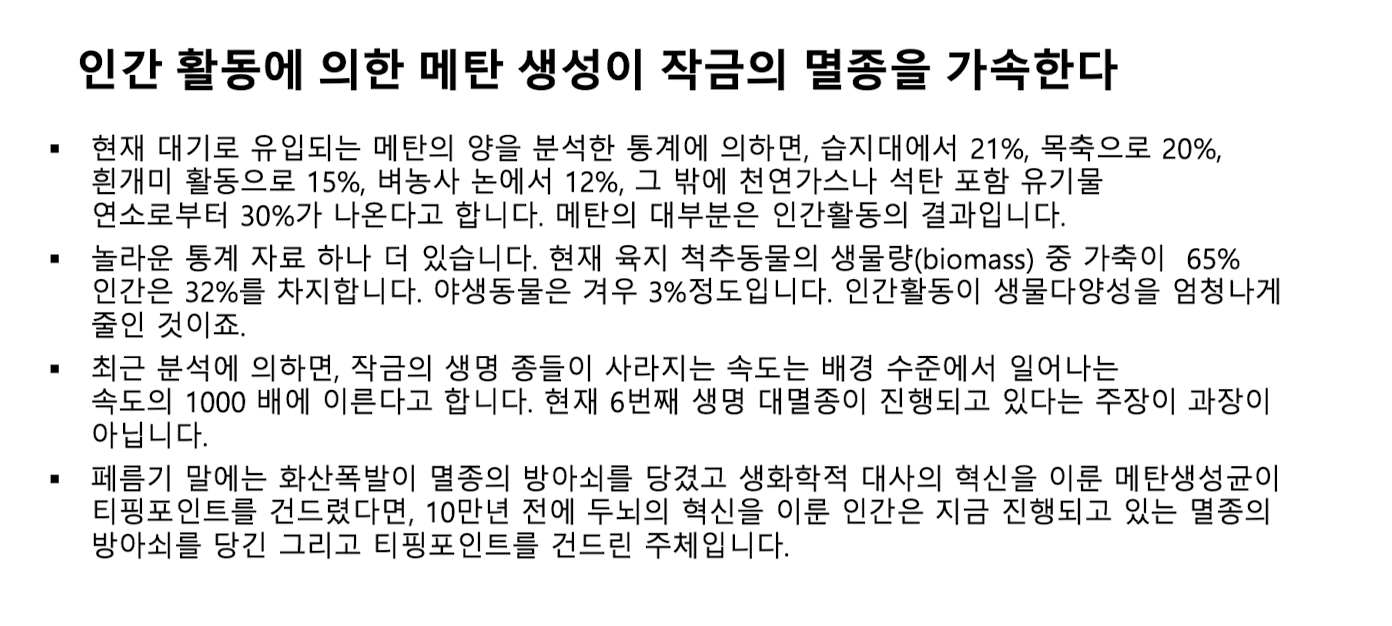 인간 활동에 의한 메탄 생성이 작금의 멸종을 가속한다
▪ 현재 대기로 유입되는 메탄의 양을 분석한 통계에 의하면, 습지대에서 21%, 목축으로 20%,
흰개미 활동으로 15%, 벼농사 논에서 12%, 그 밖에 천연가스나 석탄 포함 유기물
연소로부터 30%가 나온다고 합니다. 메탄의 대부분은 인간활동의 결과입니다.
▪ 놀라운 통계 자료 하나 더 있습니다. 현재 육지 척추동물의 생물량(biomass) 중 가축이 65%
인간은 32%를 차지합니다. 야생동물은 겨우 3%정도입니다. 인간활동이 생물다양성을 엄청나게
줄인 것이죠.
▪ 최근 분석에 의하면, 작금의 생명 종들이 사라지는 속도는 배경 수준에서 일어나는
속도의 1000 배에 이른다고 합니다. 현재 6번째 생명 대멸종이 진행되고 있다는 주장이 과장이
아닙니다.
▪ 페름기 말에는 화산폭발이 멸종의 방아쇠를 당겼고 생화학적 대사의 혁신을 이룬 메탄생성균이
티핑포인트를 건드렸다면, 10만년 전에 두뇌의 혁신을 이룬 인간은 지금 진행되고 있는 멸종의
방아쇠를 당긴 그리고 티핑포인트를 건드린 주체입니다.